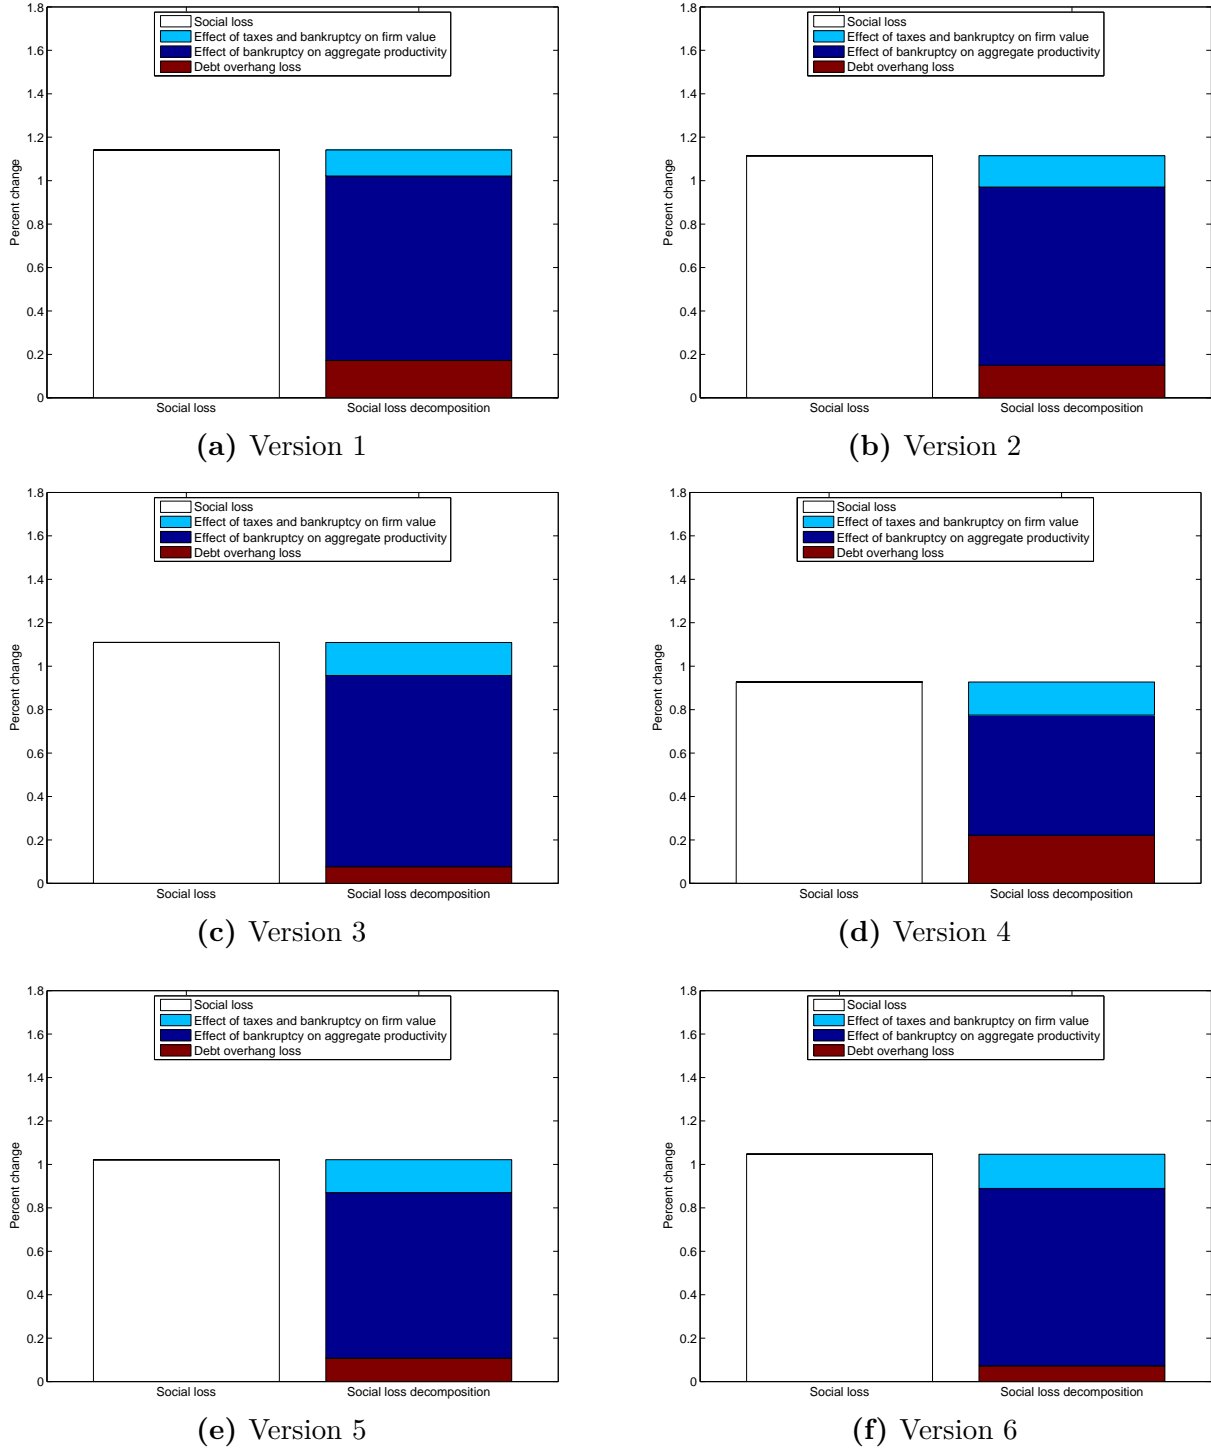 1.8
1.6
1.4
1.2
1
0.8
0.6
0.4
0.2
0
Percent change
Social loss
Effect of taxes and bankruptcy on firm value
Effect of bankruptcy on aggregate productivity
Debt overhang loss
Social loss
Social loss decomposition
(a) Version 1
1.8
1.6
1.4
1.2
1
0.8
0.6
0.4
0.2
0
Percent change
Social loss
Effect of taxes and bankruptcy on firm value
Effect of bankruptcy on aggregate productivity
Debt overhang loss
Social loss
Social loss decomposition
(b) Version 2
1.8
1.6
1.4
1.2
1
0.8
0.6
0.4
0.2
0
Percent change
Social loss
Effect of taxes and bankruptcy on firm value
Effect of bankruptcy on aggregate productivity
Debt overhang loss
Social loss
Social loss decomposition
(c) Version 3
1.8
1.6
1.4
1.2
1
0.8
0.6
0.4
0.2
0
Percent change
Social loss
Effect of taxes and bankruptcy on firm value
Effect of bankruptcy on aggregate productivity
Debt overhang loss
Social loss
Social loss decomposition
(d) Version 4
1.8
1.6
1.4
1.2
1
0.8
0.6
0.4
0.2
0
Percent change
Social loss
Effect of taxes and bankruptcy on firm value
Effect of bankruptcy on aggregate productivity
Debt overhang loss
Social loss
Social loss decomposition
(e) Version 5
1.8
1.6
1.4
1.2
1
0.8
0.6
0.4
0.2
0
Percent change
Social loss
Effect of taxes and bankruptcy on firm value
Effect of bankruptcy on aggregate productivity
Debt overhang loss
Social loss
Social loss decomposition
(f) Version 6